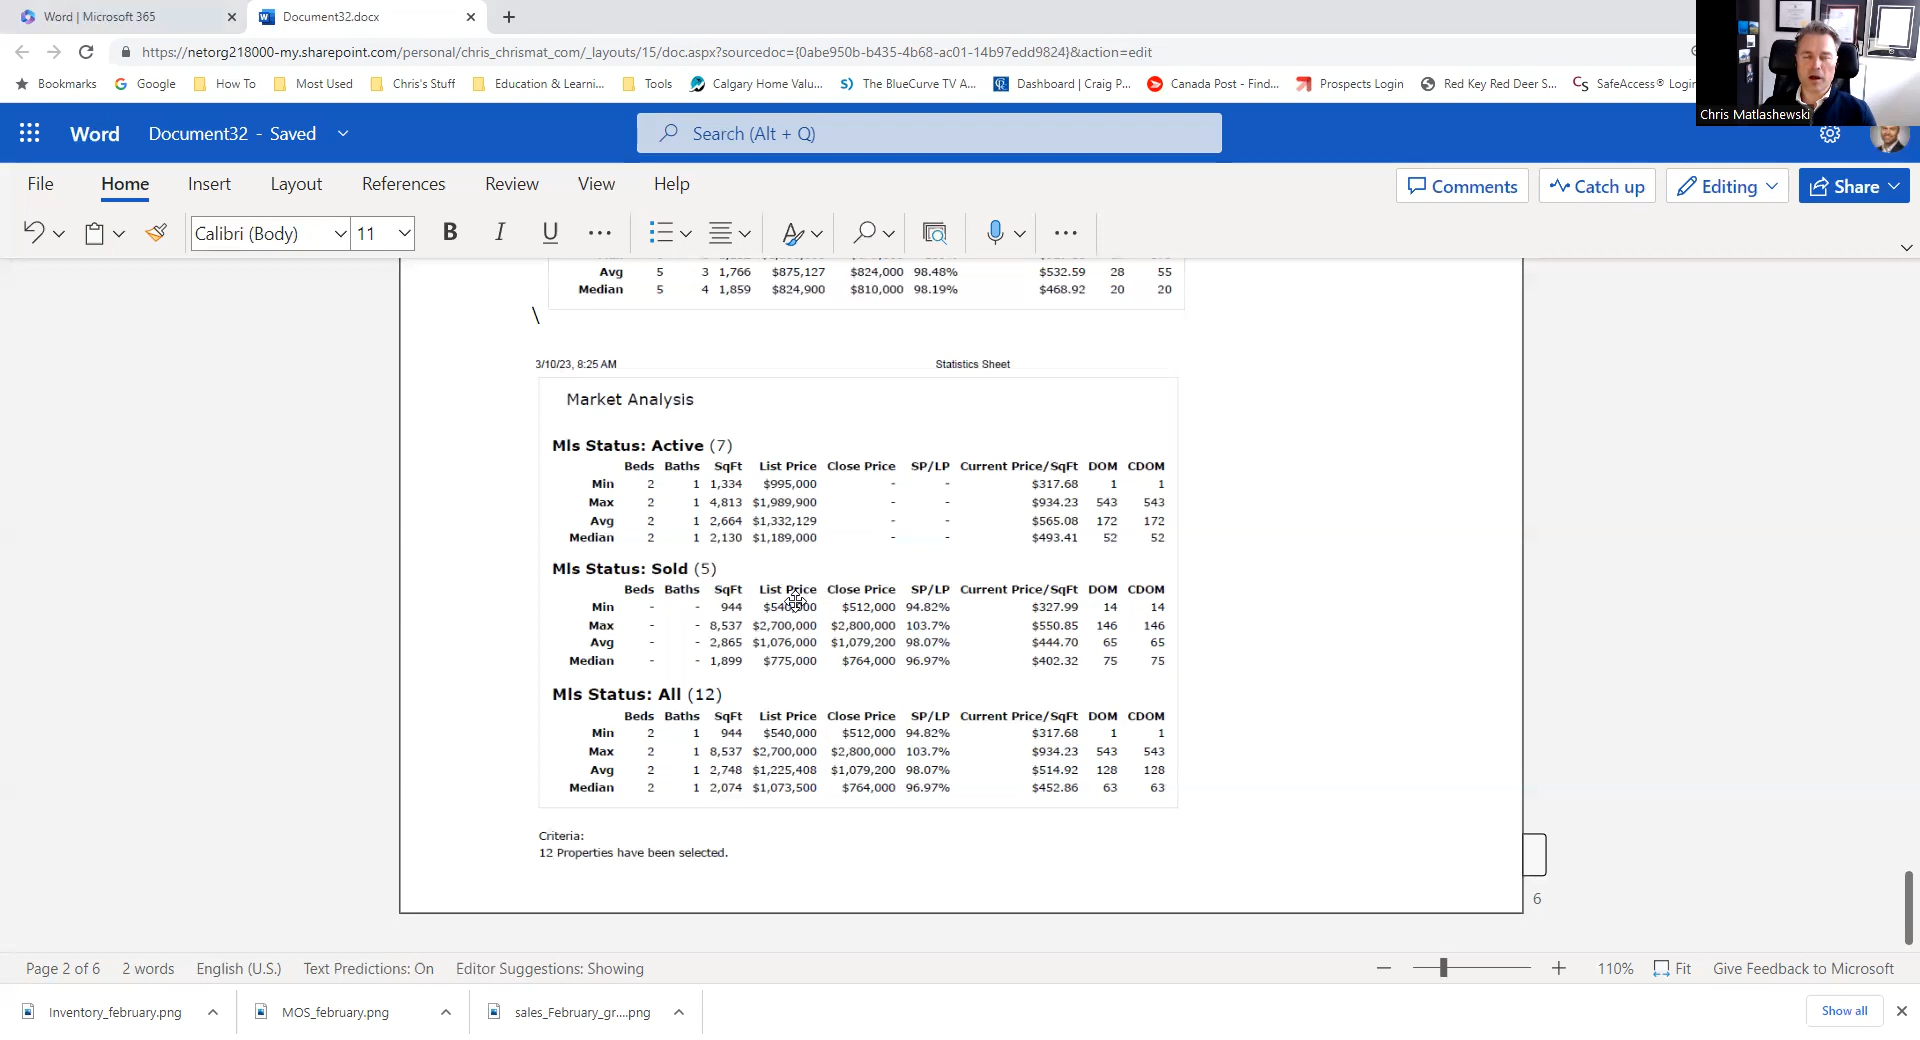 Word | Microsoft 365
Document32.docx
https://netorg218000-my.sharepoint.com/personal/chris_chrismat_com/_layouts/15/doc.aspx?sourcedoc={0abe950b-b435-4b68-ac01-14b97edd9824}&action=edit
Bookmarks Google How To Most Used Chris's Stuff Education & Learni... Tools Calgary Home Valu... The BlueCurve TV A... Dashboard | Craig P... Canada Post - Find... Prospects Login Red Key Red Deer S... SafeAccess® Login
Chris Matlashewski
Word Document32 - Saved Search (Alt + Q)
File Home Insert Layout References Review View Help Comments Catch up Editing Share
Calibri (Body) 11 B I U
Avg 5 3 1,766 $875,127 $824,000 98.48% $532.59 28 55
Median 5 4 1,859 $824,900 $810,000 98.19% $468.92 20 20
\
3/10/23, 8:25 AM Statistics Sheet
Market Analysis
Mls Status: Active (7)
Beds Baths SqFt List Price Close Price SP/LP Current Price/SqFt DOM CDOM
Min 2 1 1,334 $995,000 - - $317.68 1 1
Max 2 1 4,813 $1,989,900 - - $934.23 543 543
Avg 2 1 2,664 $1,332,129 - - $565.08 172 172
Median 2 1 2,130 $1,189,000 - - $493.41 52 52
Mls Status: Sold (5)
Beds Baths SqFt List Price Close Price SP/LP Current Price/SqFt DOM CDOM
Min - - 944 $540,000 $512,000 94.82% $327.99 14 14
Max - - 8,537 $2,700,000 $2,800,000 103.7% $550.85 146 146
Avg - - 2,865 $1,076,000 $1,079,200 98.07% $444.70 65 65
Median - - 1,899 $775,000 $764,000 96.97% $402.32 75 75
Mls Status: All (12)
Beds Baths SqFt List Price Close Price SP/LP Current Price/SqFt DOM CDOM
Min 2 1 944 $540,000 $512,000 94.82% $317.68 1 1
Max 2 1 8,537 $2,700,000 $2,800,000 103.7% $934.23 543 543
Avg 2 1 2,748 $1,225,408 $1,079,200 98.07% $514.92 128 128
Median 2 1 2,074 $1,073,500 $764,000 96.97% $452.86 63 63
Criteria:
12 Properties have been selected.
6
Page 2 of 6 2 words English (U.S.) Text Predictions: On Editor Suggestions: Showing 110% Fit Give Feedback to Microsoft
Inventory_february.png MOS_february.png sales_February_gr....png Show all